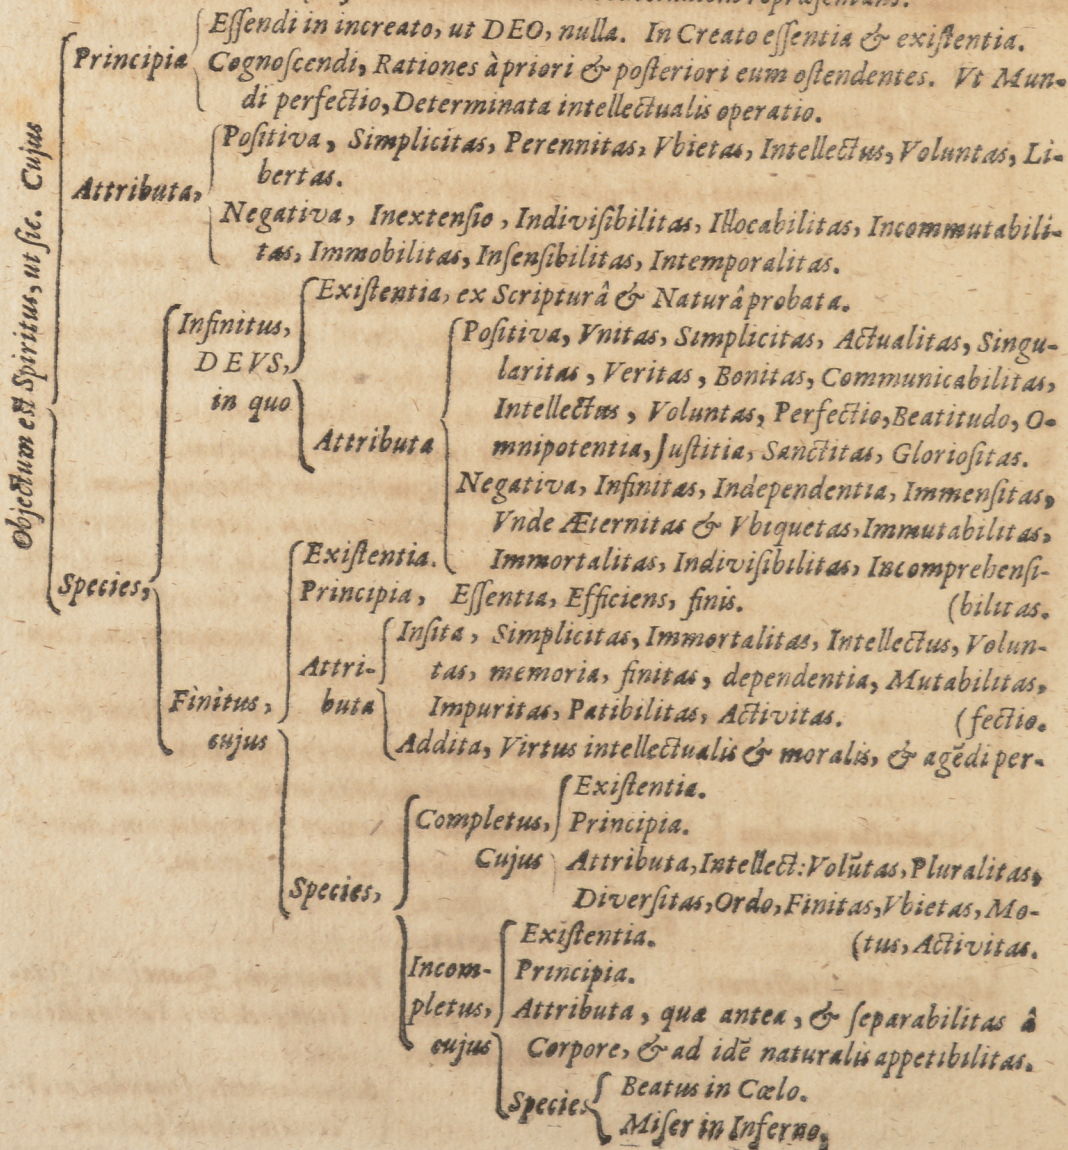 Objectum est Spiritus, ut sic. Cujus
Principia
Essendi in increato, ut DEO, nulla. In Creato essentia & existentia.
Cognoscendi, Rationes à priori & posteriori eum ostendentes. Vt Mun-
di perfectio, Determinata intellectualis operatio.
Attributa,
Positiva, Simplicitas, Perennitas, Vbietas, Intellectus, Voluntas, Li-
bertas.
Negativa, Inextensio, Indivisibilitas, Illocabilitas, Incommutabili-
tas, Immobilitas, Insensibilitas, Intemporalitas.
Species,
Infinitus,
DEVS,
in quo
Existentia, ex Scripturâ & Naturâ probata.
Attributa
Positiva, Vnitas, Simplicitas, Actualitas, Singu-
laritas, Veritas, Bonitas, Communicabilitas,
Intellectus, Voluntas, Perfectio, Beatitudo, O-
mnipotentia, Justitia, Sanctitas, Gloriositas.
Negativa, Infinitas, Independentia, Immensitas,
Vnde Æternitas & Vbiquetas, Immutabilitas,
Immortalitas, Indivisibilitas, Incomprehensi-
(bilitas.
Finitus,
cujus
Existentia.
Principia, Essentia, Efficiens, finis.
Attri-
buta
Insita, Simplicitas, Immortalitas, Intellectus, Volun-
tas, memoria, finitas, dependentia, Mutabilitas,
Impuritas, Patibilitas, Activitas.
(fectio.
Addita, Virtus intellectualis & moralis, & agēdi per-
Species,
Completus,
Cujus
Existentia.
Principia.
Attributa, Intellect: Volūtas, Pluralitas,
Diversitas, Ordo, Finitas, Vbietas, Mo-
(tus, Activitas.
Incom-
pletus,
cujus
Existentia.
Principia.
Attributa, quæ antea, & separabilitas à
Corpore, & ad idē naturalis appetibilitas.
Species
Beatus in Cœlo.
Miser in Inferno.